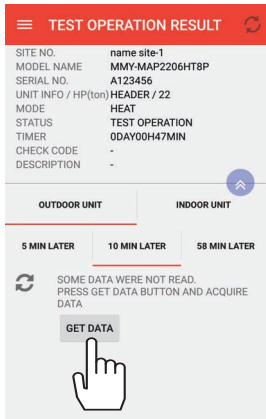 TEST OPERATION RESULT
SITE NO. name site-1
MODEL NAME MMY-MAP2206HT8P
SERIAL NO. A123456
UNIT INFO / HP(ton) HEADER / 22
MODE HEAT
STATUS TEST OPERATION
TIMER 0DAY00H47MIN
CHECK CODE -
DESCRIPTION -
OUTDOOR UNIT INDOOR UNIT
5 MIN LATER 10 MIN LATER 58 MIN LATER
SOME DATA WERE NOT READ.
PRESS GET DATA BUTTON AND ACQUIRE
DATA
GET DATA